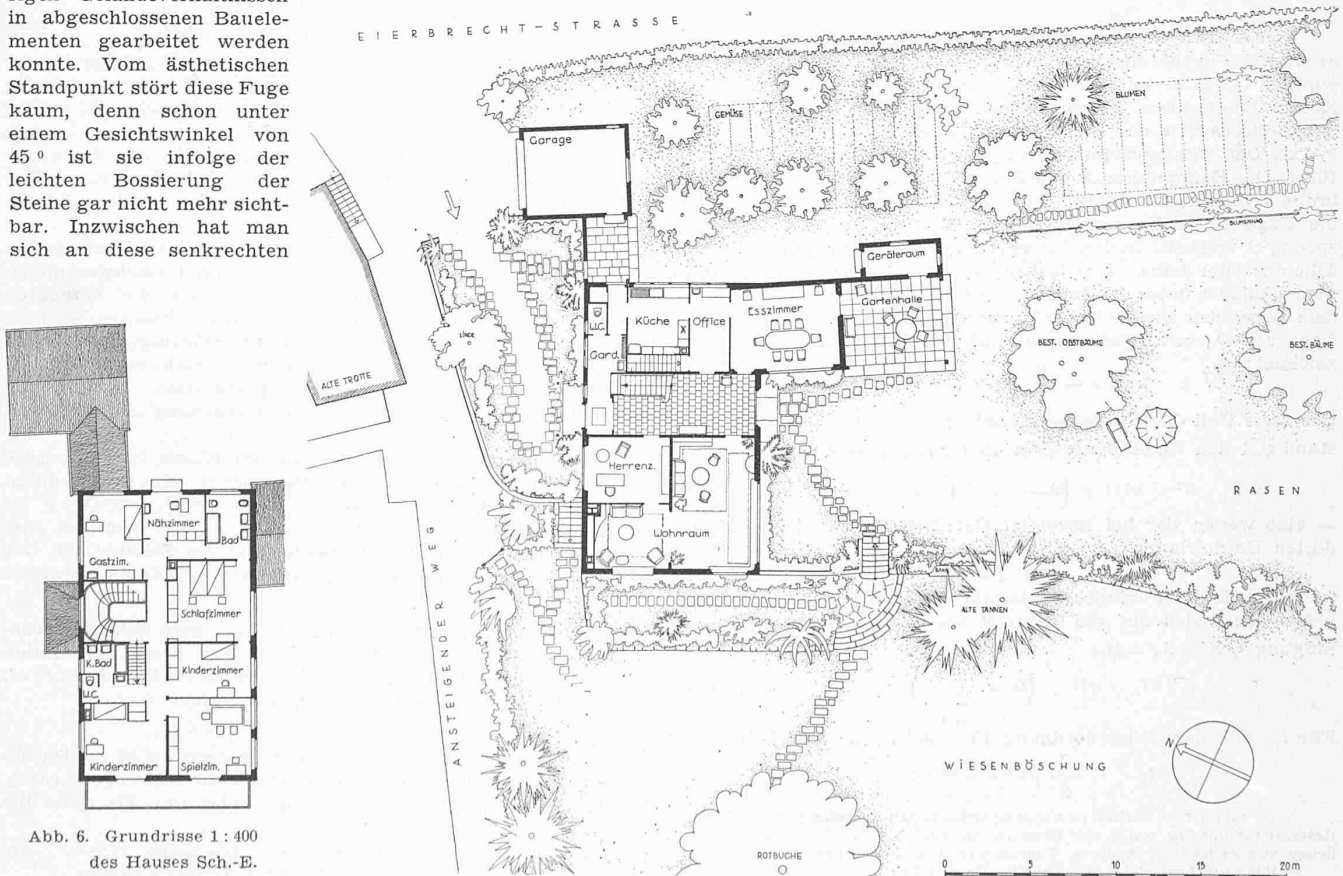 in abgeschlossenen Bauele-
menten gearbeitet werden
konnte. Vom ästhetischen
Standpunkt stört diese Fuge
kaum, denn schon unter
einem Gesichtswinkel von
45 º ist sie infolge der
leichten Bossierung der
Steine gar nicht mehr sicht-
bar. Inzwischen hat man
sich an diese senkrechten
Nähzimmer
Bad
Gastzim.
Schlafzimmer
K.Bad
Kinderzimmer
W.C.
Kinderzimmer
Spielzim.
Abb. 6. Grundrisse 1 : 400
des Hauses Sch.-E.
EIERBRECHT-STRASSE
BLUMEN
GEMÜSE
Garage
BLUMENHAG
Geräteraum
LINDE
W.C.
Küche
Office
Esszimmer
Gartenhalle
Gard.
ALTE TROTTE
BEST. OBSTBÄUME
BEST. BÄUME
Herrenz.
Wohnraum
RASEN
ANSTEIGENDER WEG
ALTE TANNEN
WIESENBÖSCHUNG
N
ROTBUCHE
0 5 10 15 20 m